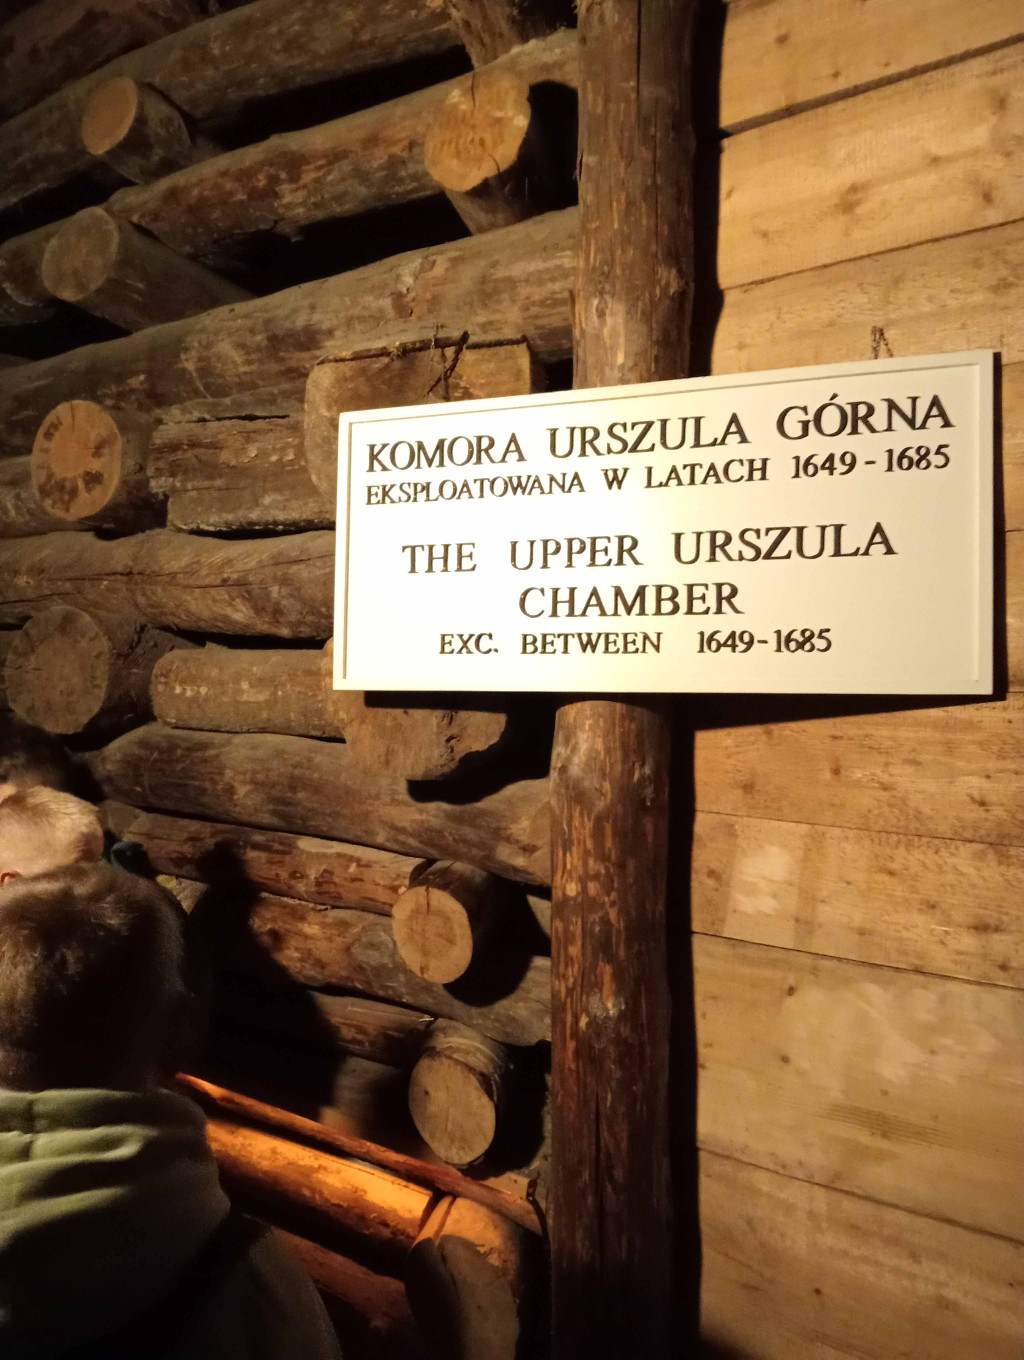 KOMORA URSZULA GÓRNA
EKSPLOATOWANA W LATACH 1649-1685
THE UPPER URSZULA
CHAMBER
EXC. BETWEEN 1649-1685